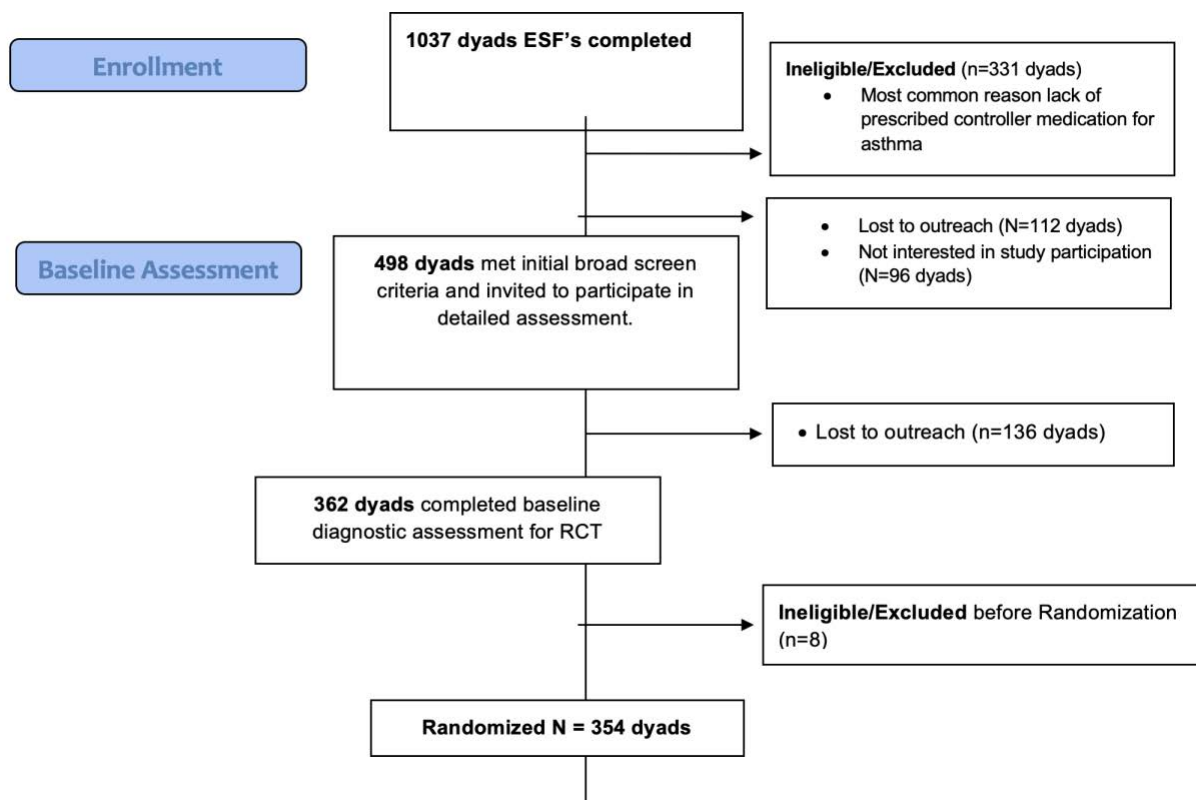 1037 dyads ESF's completed
Enrollment
Ineligible/Excluded (n=331 dyads)
• Most common reason lack of
prescribed controller medication for
asthma
• Lost to outreach (N=112 dyads)
• Not interested in study participation
(N=96 dyads)
Baseline Assessment
498 dyads met initial broad screen
criteria and invited to participate in
detailed assessment.
• Lost to outreach (n=136 dyads)
362 dyads completed baseline
diagnostic assessment for RCT
Ineligible/Excluded before Randomization
(n=8)
Randomized N = 354 dyads